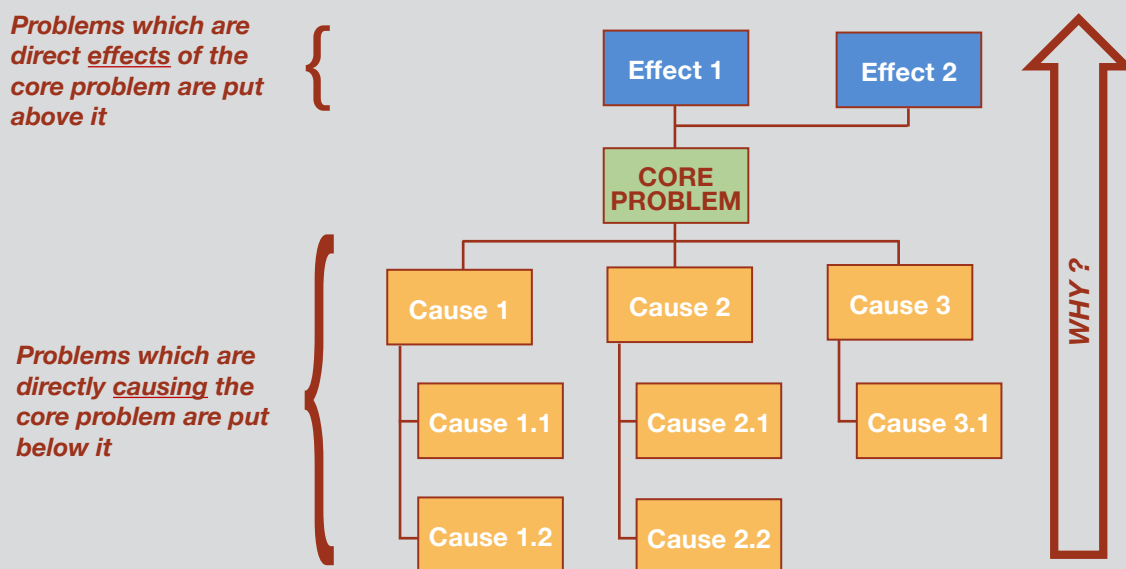 Problems which are
direct effects of the
core problem are put
above it
Effect 1
Effect 2
CORE
PROBLEM
Cause 1
Cause 2
Cause 3
WHY ?
Problems which are
directly causing the
core problem are put
below it
Cause 1.1
Cause 2.1
Cause 3.1
Cause 1.2
Cause 2.2